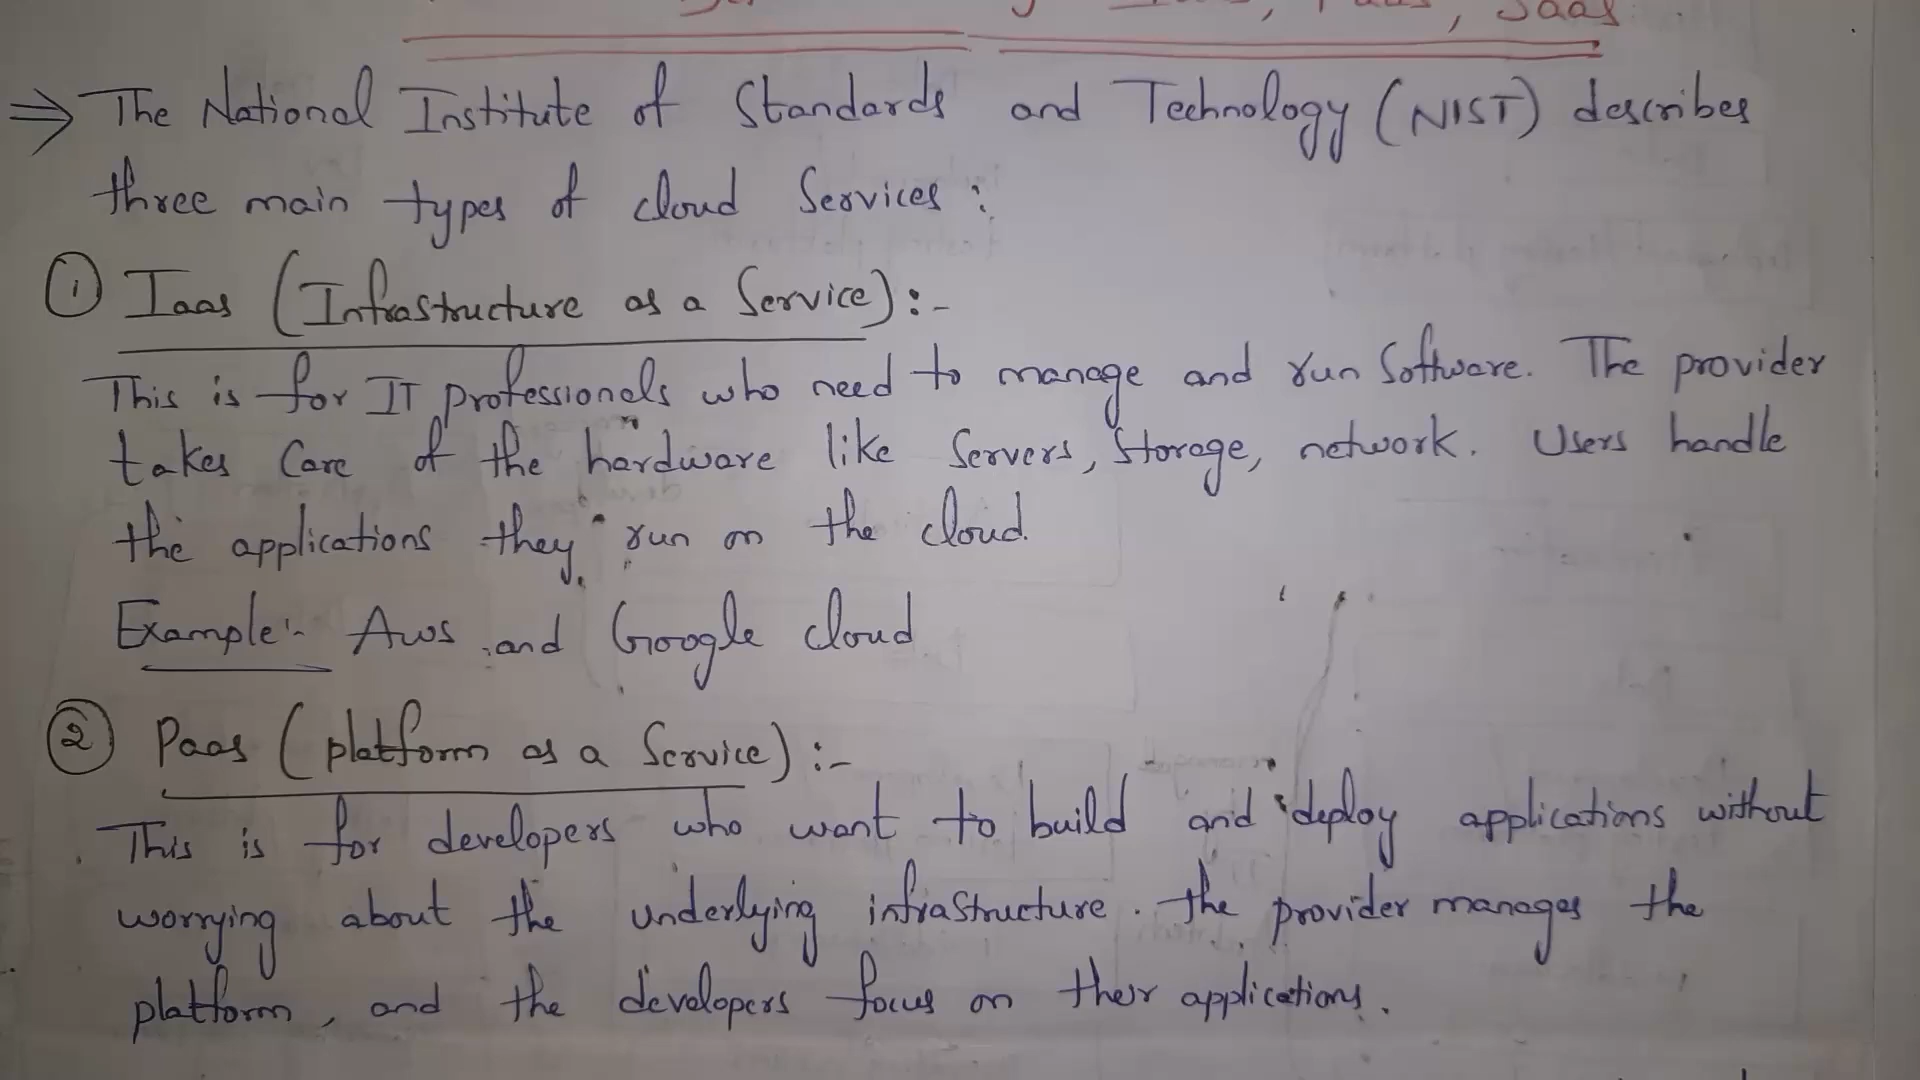 , Saas
⇒ The National Institute of Standards and Technology (NIST) describes
three main types of cloud Services :
① Iaas (Infrastructure as a Service) :-
This is for IT professionals who need to manage and run Software. The provider
takes Care of the hardware like Servers, Storage, network. Users handle
the applications they run on the cloud.
Example :- Aws and Google cloud
② Paas (platform as a Service) :-
This is for developers who want to build and deploy applications without
worrying about the underlying infrastructure. the provider manages the
platform, and the developers focus on their applications.